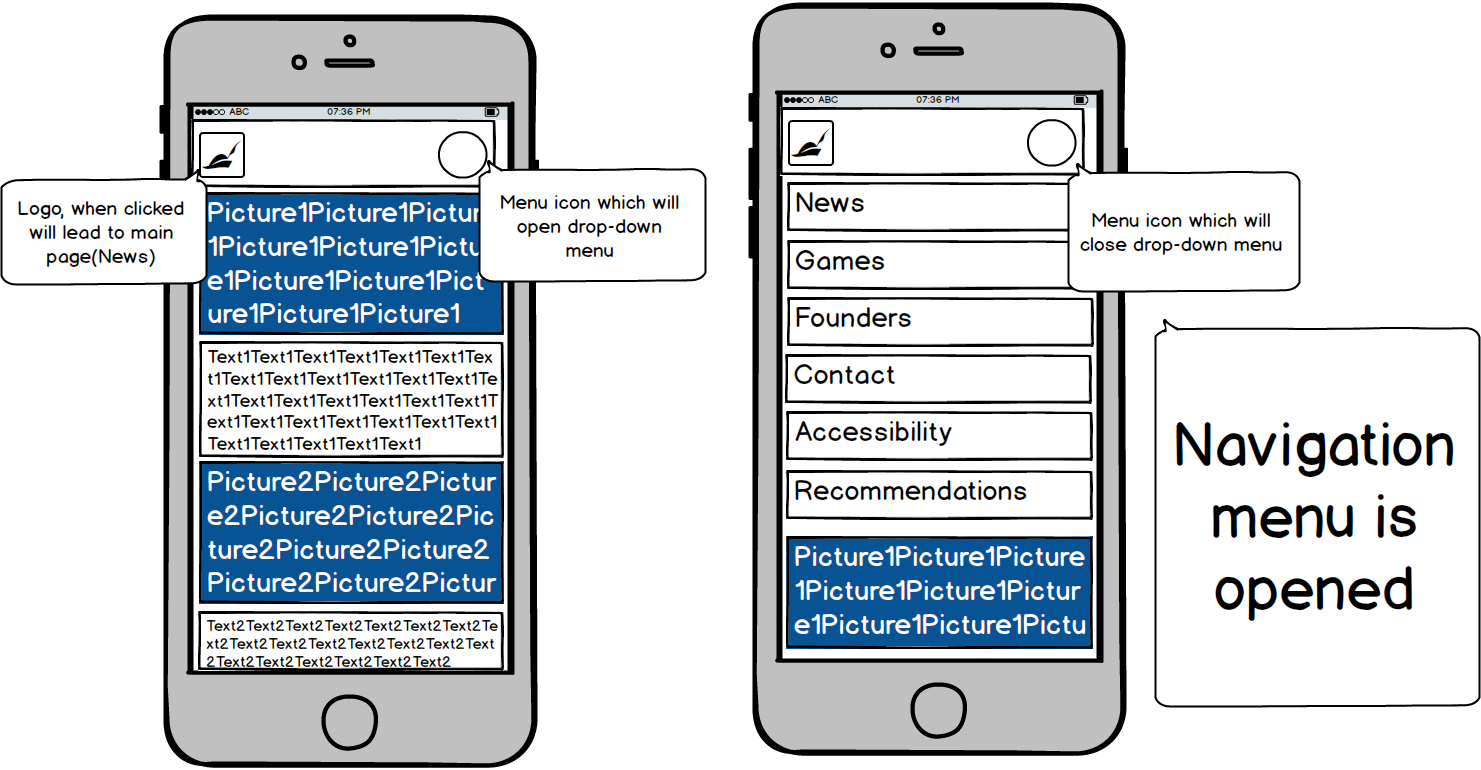 ●●●○○ ABC 07:36 PM
Logo, when clicked
will lead to main
page(News)
Menu icon which will
open drop-down
menu
Picture1Picture1Pictur
1Picture1Picture1Pictu
e1Picture1Picture1Pict
ure1Picture1Picture1
Text1Text1Text1Text1Text1Text1Tex
t1Text1Text1Text1Text1Text1Text1Te
xt1Text1Text1Text1Text1Text1Text1T
ext1Text1Text1Text1Text1Text1Text1
Text1Text1Text1Text1Text1
Picture2Picture2Pictur
e2Picture2Picture2Pic
ture2Picture2Picture2
Picture2Picture2Pictur
Text2Text2Text2Text2Text2Text2Text2Te
xt2Text2Text2Text2Text2Text2Text2Text
2Text2Text2Text2Text2Text2Text2
●●●○○ ABC 07:36 PM
Menu icon which will
close drop-down menu
News
Games
Founders
Contact
Accessibility
Recommendations
Picture1Picture1Picture
1Picture1Picture1Pictur
e1Picture1Picture1Pictu
Navigation
menu is
opened